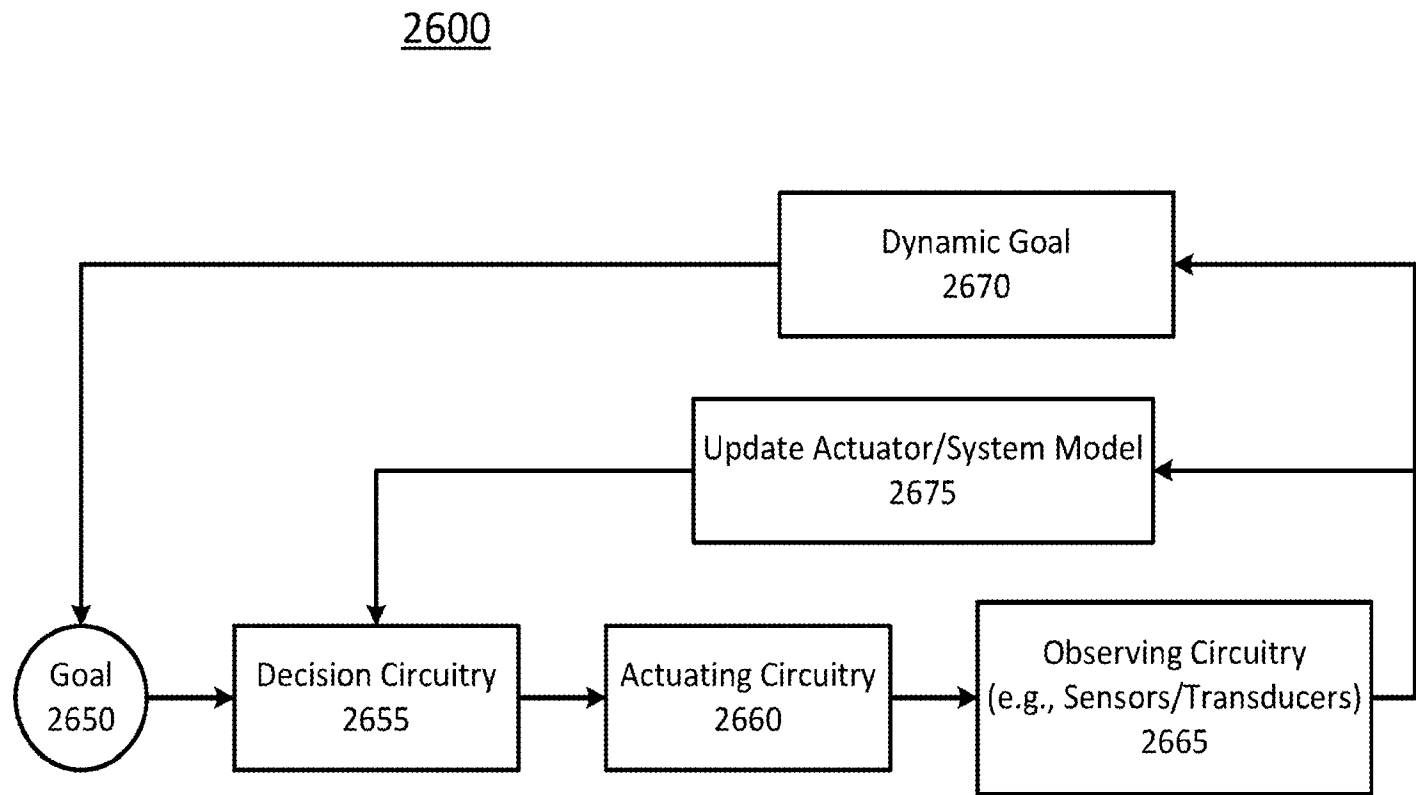 2600
Dynamic Goal
2670
Update Actuator/System Model
2675
Goal
2650
Decision Circuitry
2655
Actuating Circuitry
2660
Observing Circuitry
(e.g., Sensors/Transducers)
2665